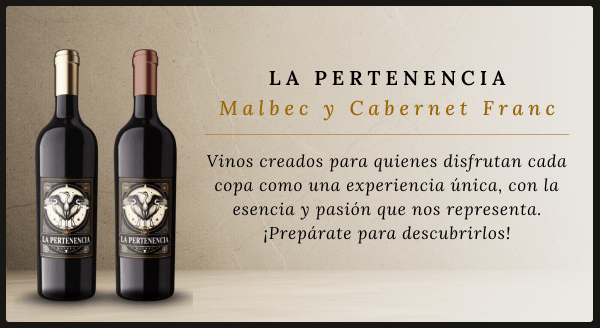 LA PERTENENCIA
Malbec y Cabernet Franc
Vinos creados para quienes disfrutan cada
copa como una experiencia única, con la
esencia y pasión que nos representa.
¡Prepárate para descubrirlos!
LA PERTENENCIA
LA PERTENENCIA